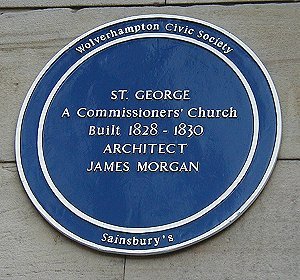 Wolverhampton Civic Society
ST. GEORGE
A Commissioners' Church
Built 1828 - 1830
ARCHITECT
JAMES MORGAN
Sainsbury's